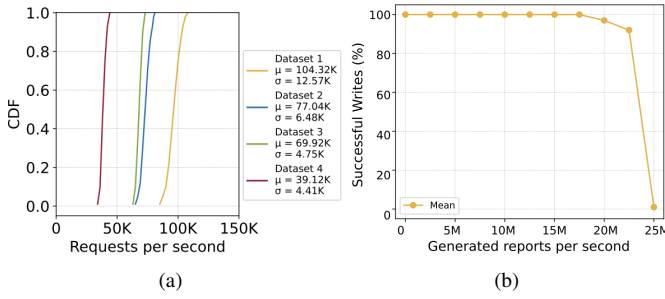 1.0
0.8
0.6
0.4
0.2
0.0
CDF
50K
100K
150K
Requests per second
Dataset 1
μ = 104.32K
σ = 12.57K
Dataset 2
μ = 77.04K
σ = 6.48K
Dataset 3
μ = 69.92K
σ = 4.75K
Dataset 4
μ = 39.12K
σ = 4.41K
(a)
100
80
60
40
20
0
Successful Writes (%)
Mean
0
5M
10M
15M
20M
25M
Generated reports per second
(b)